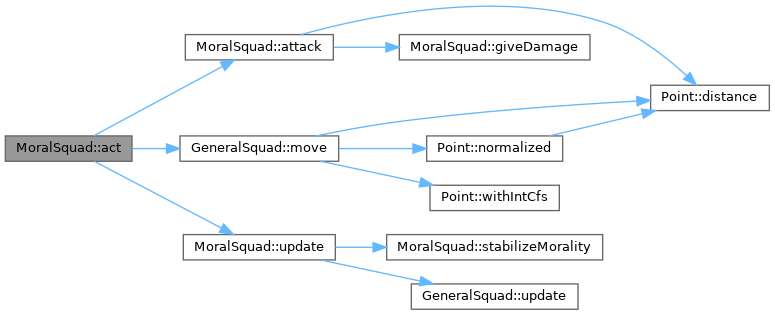 MoralSquad::act
MoralSquad::attack
MoralSquad::giveDamage
Point::distance
GeneralSquad::move
Point::normalized
Point::withIntCfs
MoralSquad::update
MoralSquad::stabilizeMorality
GeneralSquad::update